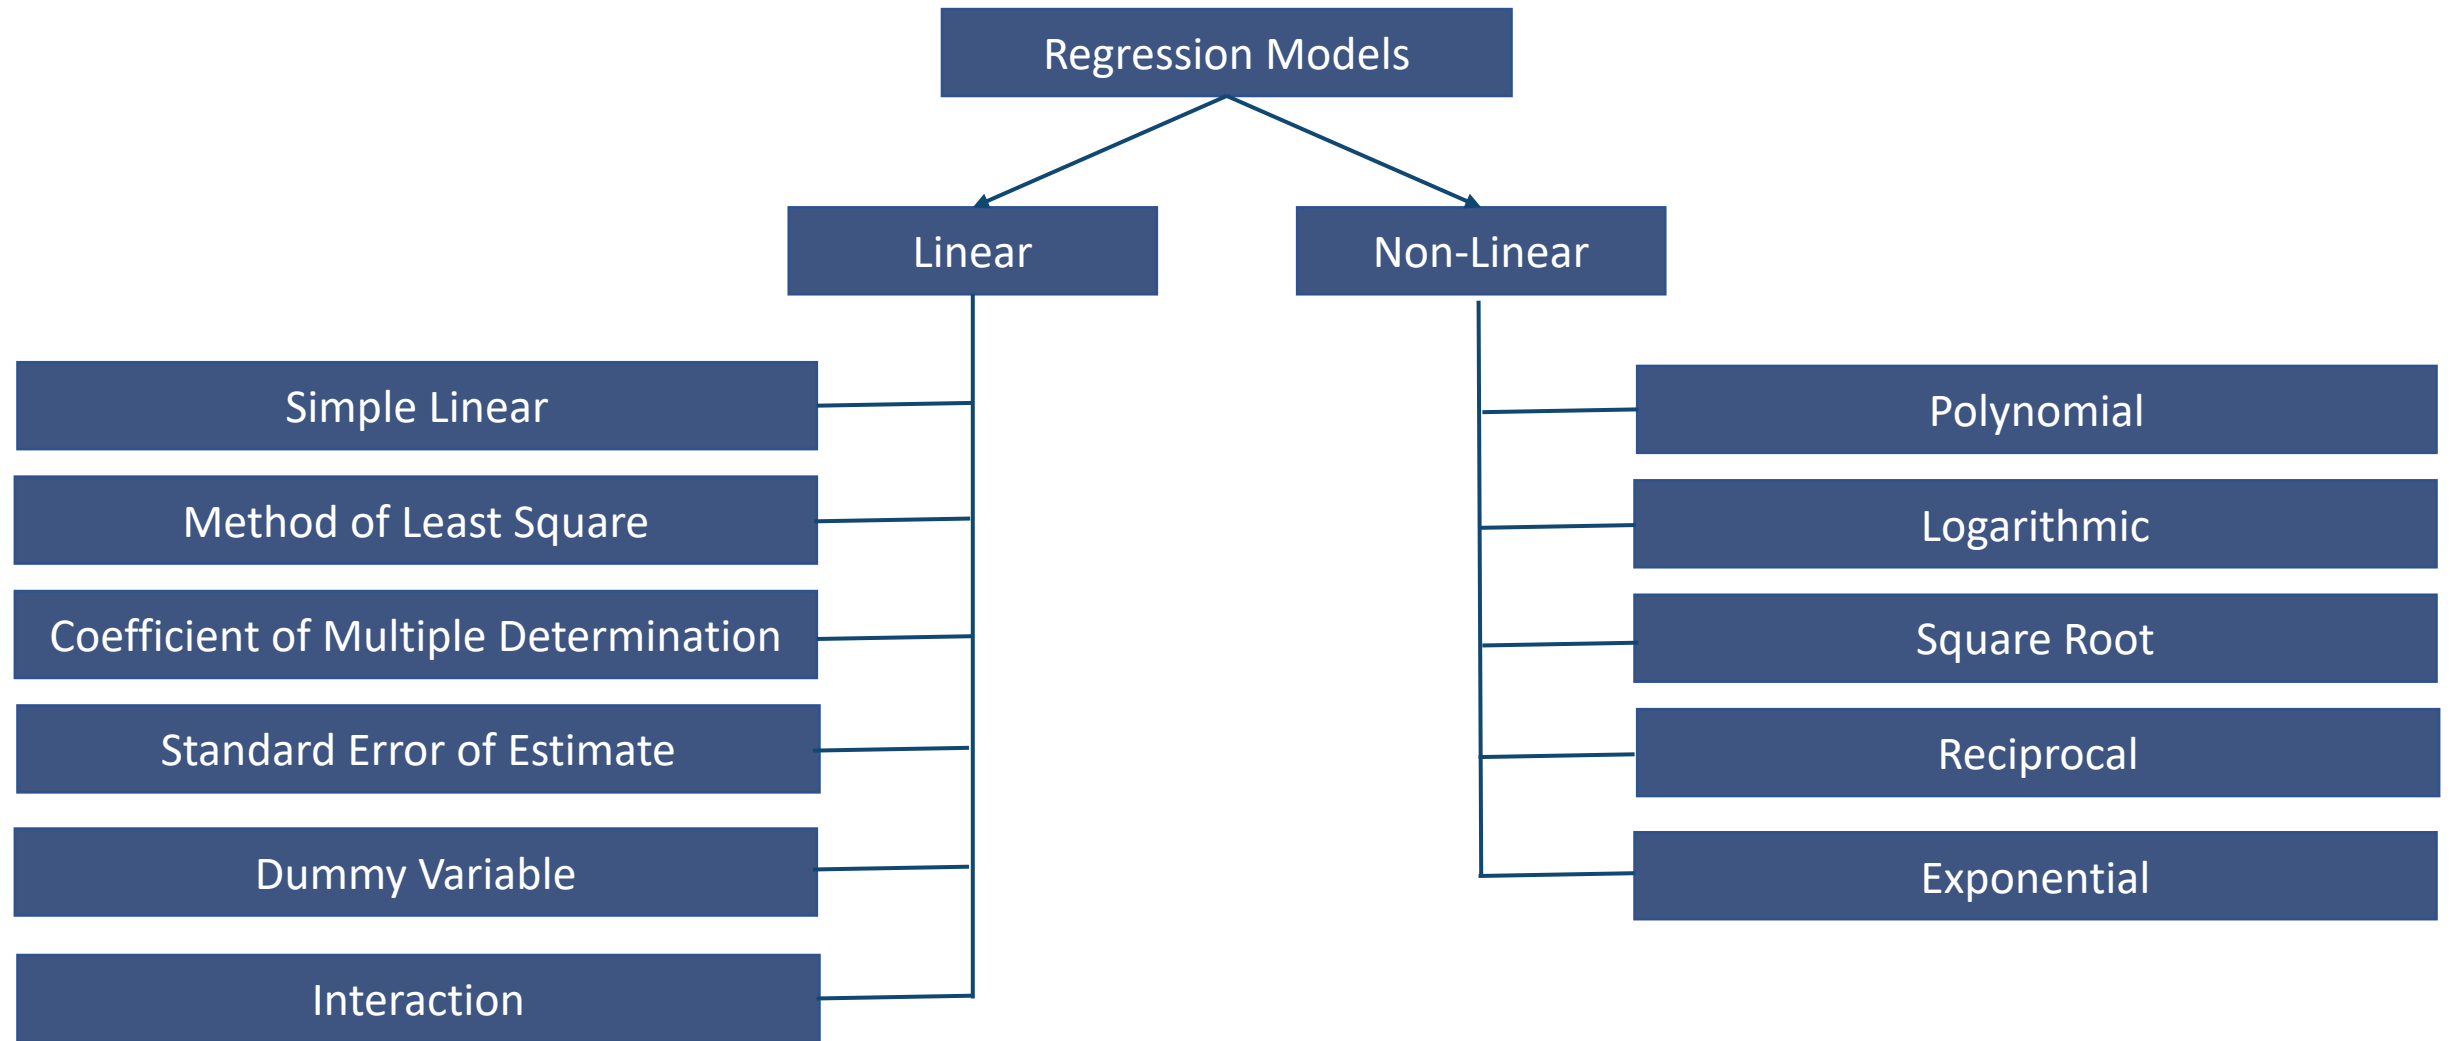 Regression Models
Linear
Non-Linear
Simple Linear
Method of Least Square
Coefficient of Multiple Determination
Standard Error of Estimate
Dummy Variable
Interaction
Polynomial
Logarithmic
Square Root
Reciprocal
Exponential